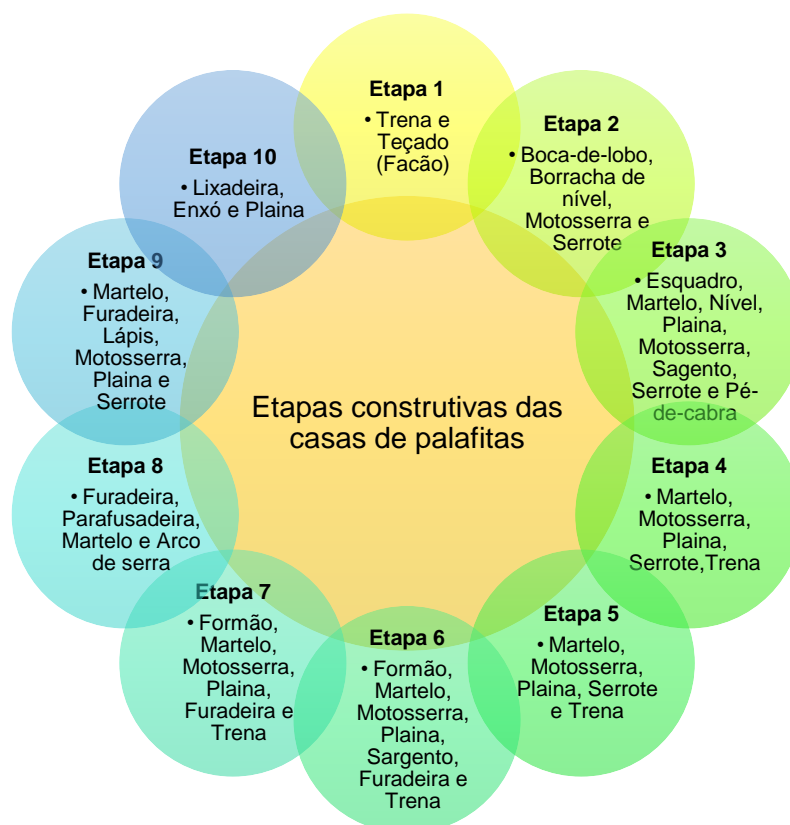 Etapa 1
• Trena e
Teçado
(Facão)
Etapa 2
• Boca-de-lobo,
Borracha de
nível,
Motosserra e
Serrote
Etapa 3
• Esquadro,
Martelo, Nível,
Plaina,
Motosserra,
Sagento,
Serrote e Pé-
de-cabra
Etapa 4
• Martelo,
Motosserra,
Plaina,
Serrote,Trena
Etapa 5
• Martelo,
Motosserra,
Plaina, Serrote
e Trena
Etapa 6
• Formão,
Martelo,
Motosserra,
Plaina,
Sargento,
Furadeira e
Trena
Etapa 7
• Formão,
Martelo,
Motosserra,
Plaina,
Furadeira e
Trena
Etapa 8
• Furadeira,
Parafusadeira,
Martelo e Arco
de serra
Etapa 9
• Martelo,
Furadeira,
Lápis,
Motosserra,
Plaina e
Serrote
Etapa 10
• Lixadeira,
Enxó e Plaina
Etapas construtivas das
casas de palafitas